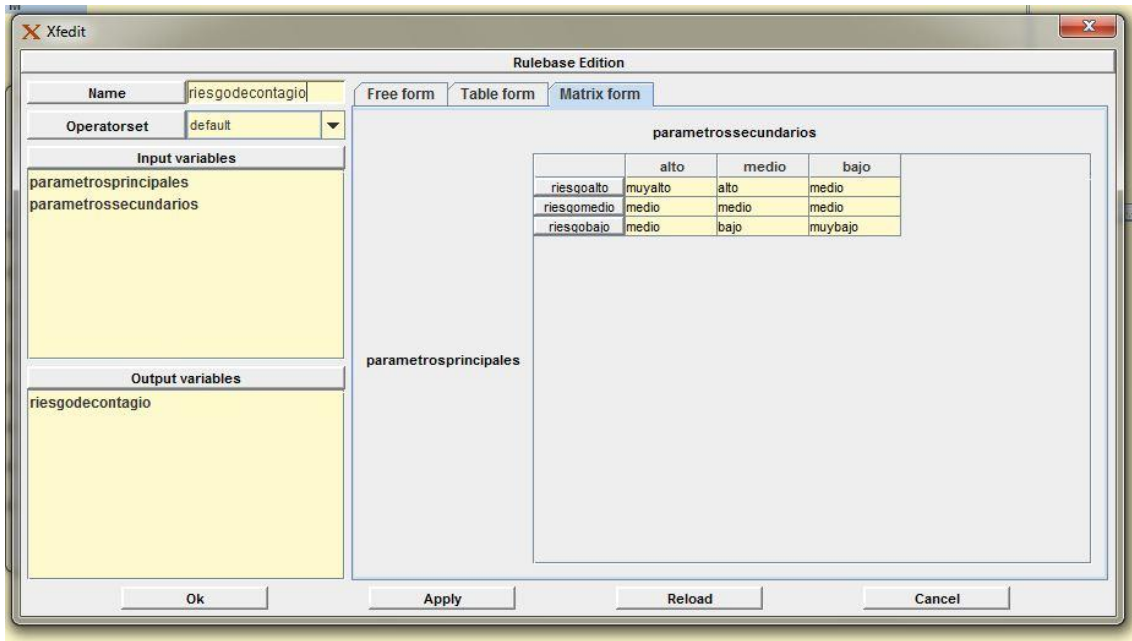 Xfedit
Rulebase Edition
Name riesgodecontagio
Operatorset default
Input variables
parametrosprincipales
parametrossecundarios
Output variables
riesgodecontagio
Free form Table form Matrix form
parametrossecundarios
alto medio bajo
riesgoalto muyalto alto medio
riesgomedio medio medio medio
riesgobajo medio bajo muybajo
parametrosprincipales
Ok Apply Reload Cancel